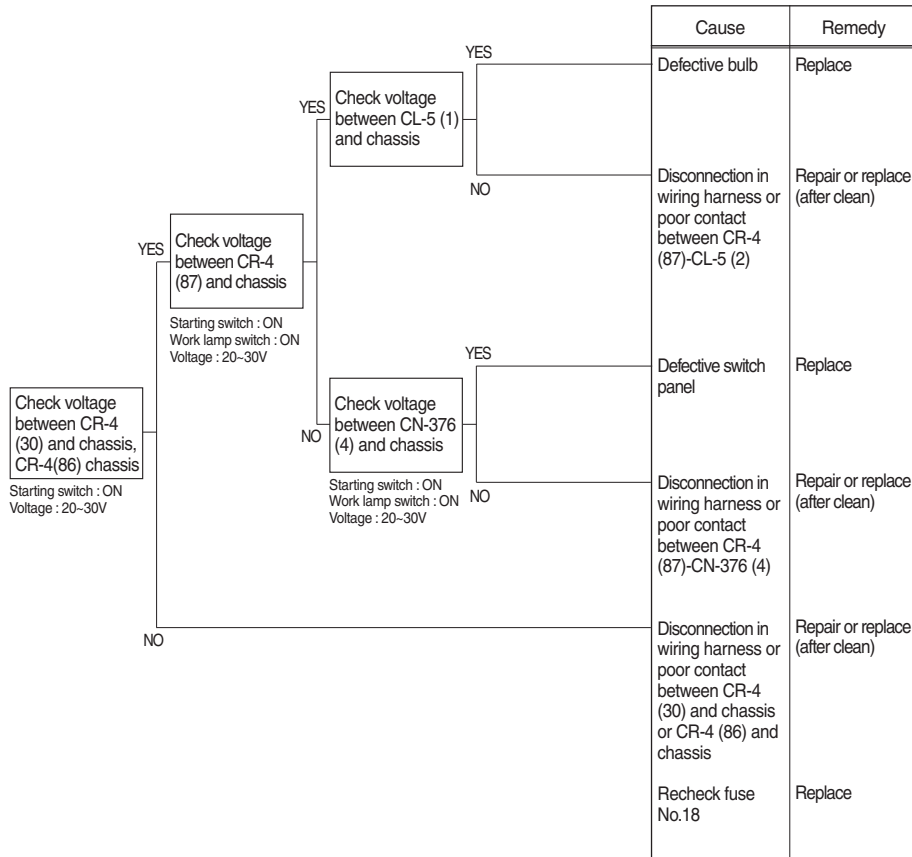 Cause
Remedy
YES
Defective bulb
Replace
Check voltage
between CL-5 (1)
and chassis
YES
NO
Disconnection in
wiring harness or
poor contact
between CR-4
(87)-CL-5 (2)
Repair or replace
(after clean)
Check voltage
between CR-4
(87) and chassis
YES
Starting switch : ON
Work lamp switch : ON
Voltage : 20~30V
YES
Defective switch
panel
Replace
Check voltage
between CN-376
(4) and chassis
NO
Starting switch : ON
Work lamp switch : ON
Voltage : 20~30V
NO
Disconnection in
wiring harness or
poor contact
between CR-4
(87)-CN-376 (4)
Repair or replace
(after clean)
Check voltage
between CR-4
(30) and chassis,
CR-4(86) chassis
Starting switch : ON
Voltage : 20~30V
NO
Disconnection in
wiring harness or
poor contact
between CR-4
(30) and chassis
or CR-4 (86) and
chassis
Repair or replace
(after clean)
Recheck fuse
No.18
Replace